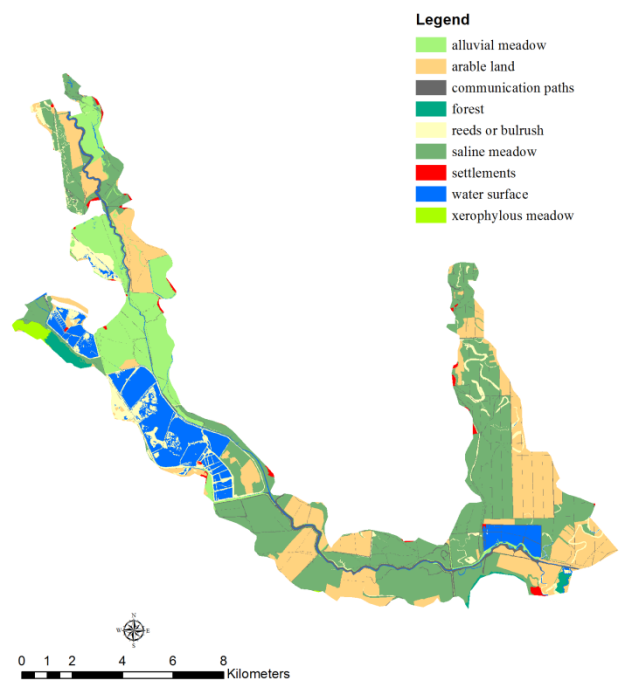 Legend
alluvial meadow
arable land
communication paths
forest
reeds or bulrush
saline meadow
settlements
water surface
xerophylous meadow
N
W E
S
0 1 2 4 6 8
Kilometers